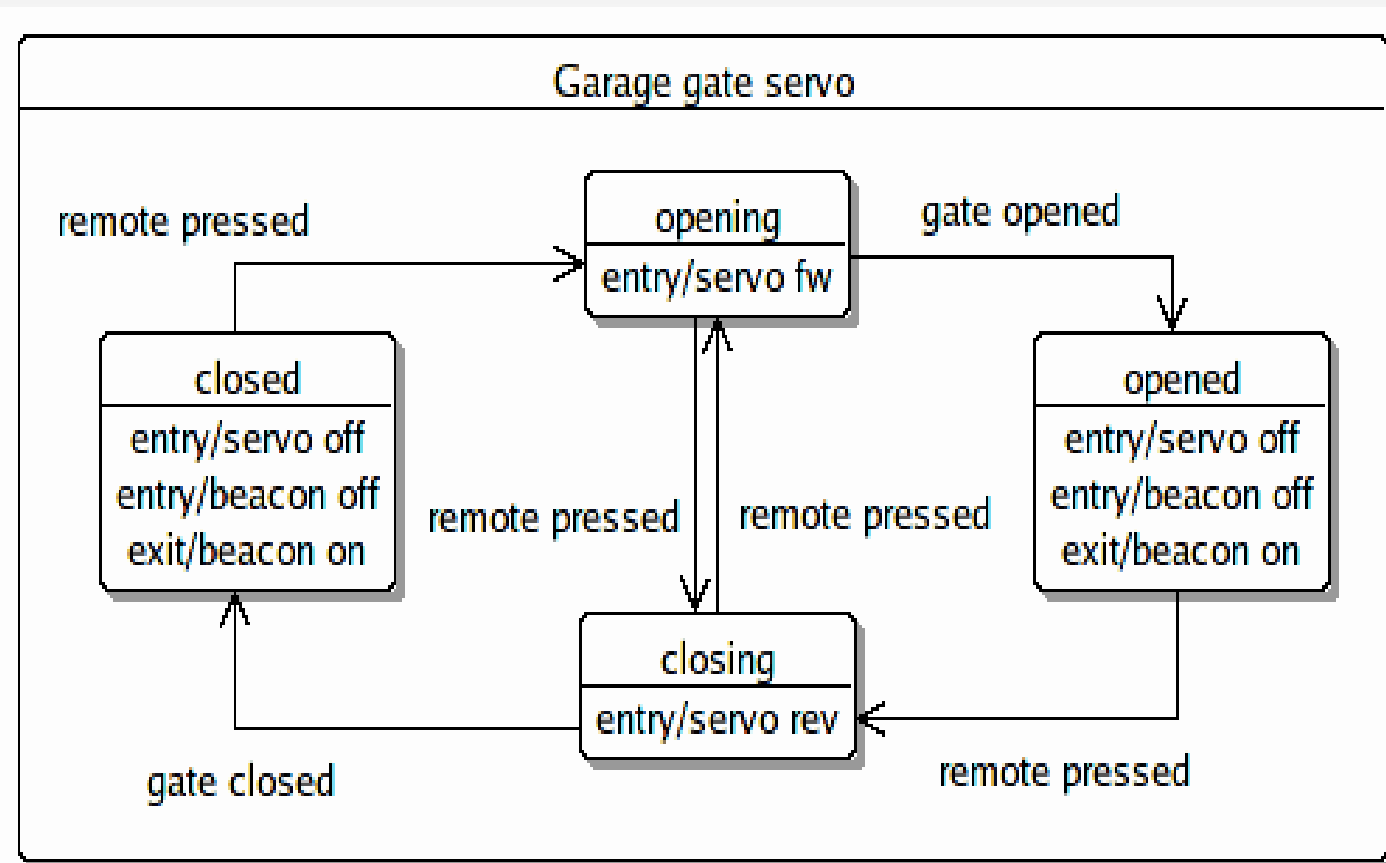 Garage gate servo
remote pressed
opening
entry/servo fw
gate opened
closed
entry/servo off
entry/beacon off
exit/beacon on
opened
entry/servo off
entry/beacon off
exit/beacon on
remote pressed
remote pressed
closing
entry/servo rev
gate closed
remote pressed